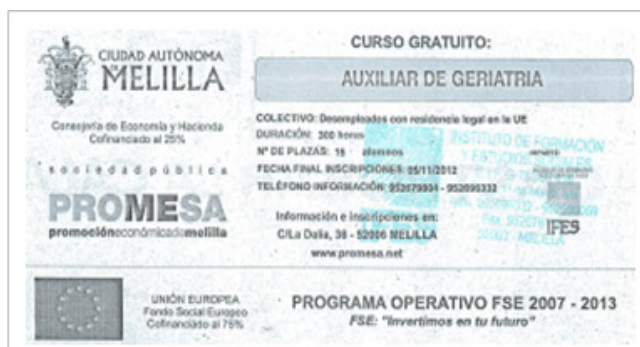 CIUDAD AUTÓNOMA
DE MELILLA
Consejería de Economía y Hacienda
Cofinanciado al 25%
sociedad pública
PROMESA
promocióneconómicademelilla
CURSO GRATUITO:
AUXILIAR DE GERIATRIA
COLECTIVO: Desempleados con residencia legal en la UE
DURACIÓN: 300 horas
Nº DE PLAZAS: 15 alumnos
FECHA FINAL INSCRIPCIONES: 05/11/2012
TELÉFONO INFORMACIÓN: - 952695332
Información e inscripciones en:
C/La Dalia, 36 - 52006 MELILLA
www.promesa.net
INSTITUTO DE FORMACIÓN
Y ESTUDIOS SOCIALES
MELILLA
IFES
UNIÓN EUROPEA
Fondo Social Europeo
Cofinanciado al 75%
PROGRAMA OPERATIVO FSE 2007 - 2013
FSE: "Invertimos en tu futuro"